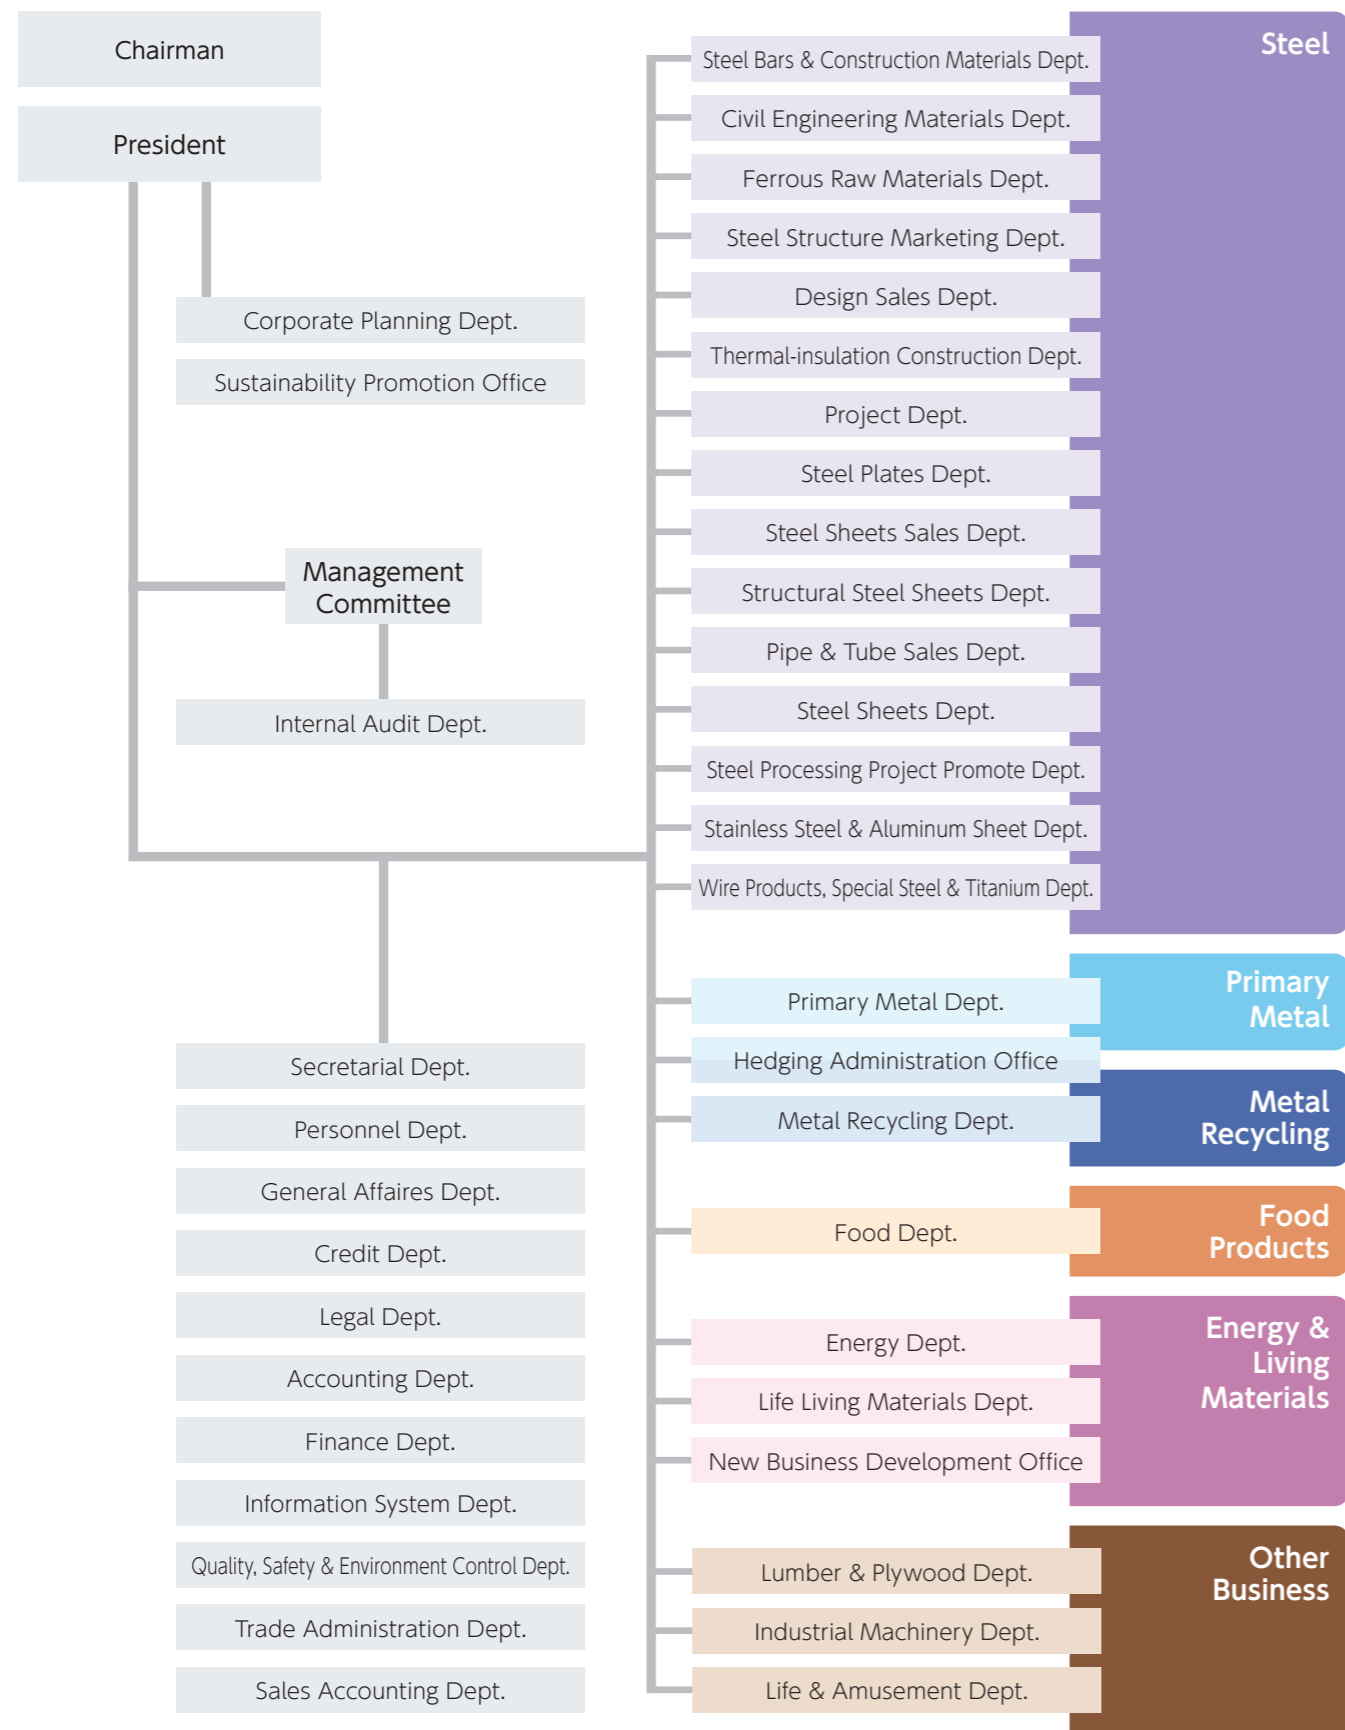 Chairman
President
Corporate Planning Dept.
Sustainability Promotion Office
Management
Committee
Internal Audit Dept.
Secretarial Dept.
Personnel Dept.
General Affaires Dept.
Credit Dept.
Legal Dept.
Accounting Dept.
Finance Dept.
Information System Dept.
Quality, Safety & Environment Control Dept.
Trade Administration Dept.
Sales Accounting Dept.
Steel
Steel Bars & Construction Materials Dept.
Civil Engineering Materials Dept.
Ferrous Raw Materials Dept.
Steel Structure Marketing Dept.
Design Sales Dept.
Thermal-insulation Construction Dept.
Project Dept.
Steel Plates Dept.
Steel Sheets Sales Dept.
Structural Steel Sheets Dept.
Pipe & Tube Sales Dept.
Steel Sheets Dept.
Steel Processing Project Promote Dept.
Stainless Steel & Aluminum Sheet Dept.
Wire Products, Special Steel & Titanium Dept.
Primary
Metal
Primary Metal Dept.
Hedging Administration Office
Metal
Recycling
Metal Recycling Dept.
Food
Products
Food Dept.
Energy &
Living
Materials
Energy Dept.
Life Living Materials Dept.
New Business Development Office
Other
Business
Lumber & Plywood Dept.
Industrial Machinery Dept.
Life & Amusement Dept.